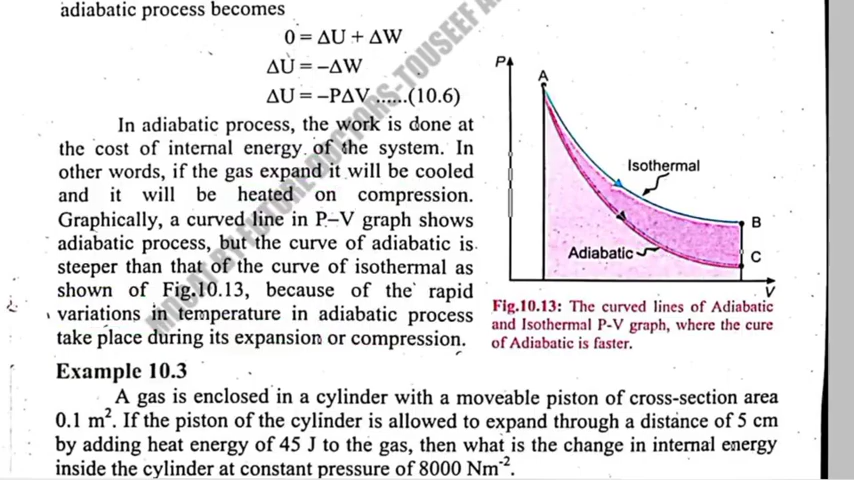 adiabatic process becomes
0 = ΔU + ΔW
ΔU = −ΔW
ΔU = −PΔV ......(10.6)
In adiabatic process, the work is done at
the cost of internal energy of the system. In
other words, if the gas expand it will be cooled
and it will be heated on compression.
Graphically, a curved line in P–V graph shows
adiabatic process, but the curve of adiabatic is
steeper than that of the curve of isothermal as
shown of Fig.10.13, because of the rapid
variations in temperature in adiabatic process
take place during its expansion or compression.
P
A
Isothermal
B
Adiabatic
C
V
Fig.10.13: The curved lines of Adiabatic
and Isothermal P-V graph, where the cure
of Adiabatic is faster.
Example 10.3
A gas is enclosed in a cylinder with a moveable piston of cross-section area
0.1 m². If the piston of the cylinder is allowed to expand through a distance of 5 cm
by adding heat energy of 45 J to the gas, then what is the change in internal energy
inside the cylinder at constant pressure of 8000 Nm⁻².